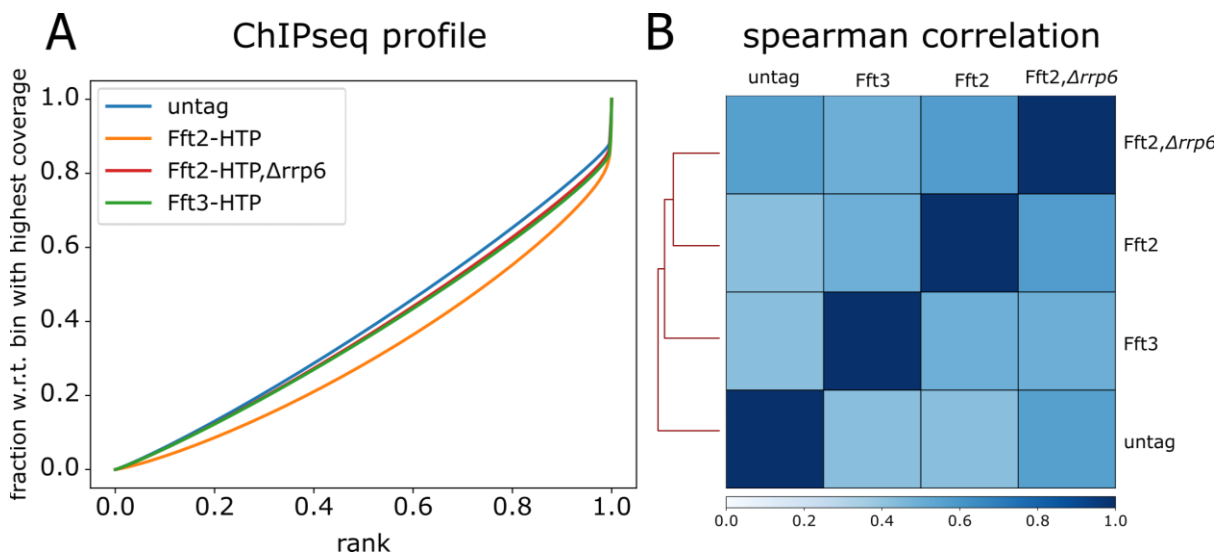 A
ChIPseq profile
fraction w.r.t. bin with highest coverage
1.0
0.8
0.6
0.4
0.2
0.0
untag
Fft2-HTP
Fft2-HTP,Δrrp6
Fft3-HTP
0.0 0.2 0.4 0.6 0.8 1.0
rank
B
spearman correlation
untag Fft3 Fft2 Fft2,Δrrp6
Fft2,Δrrp6
Fft2
Fft3
untag
0.0 0.2 0.4 0.6 0.8 1.0